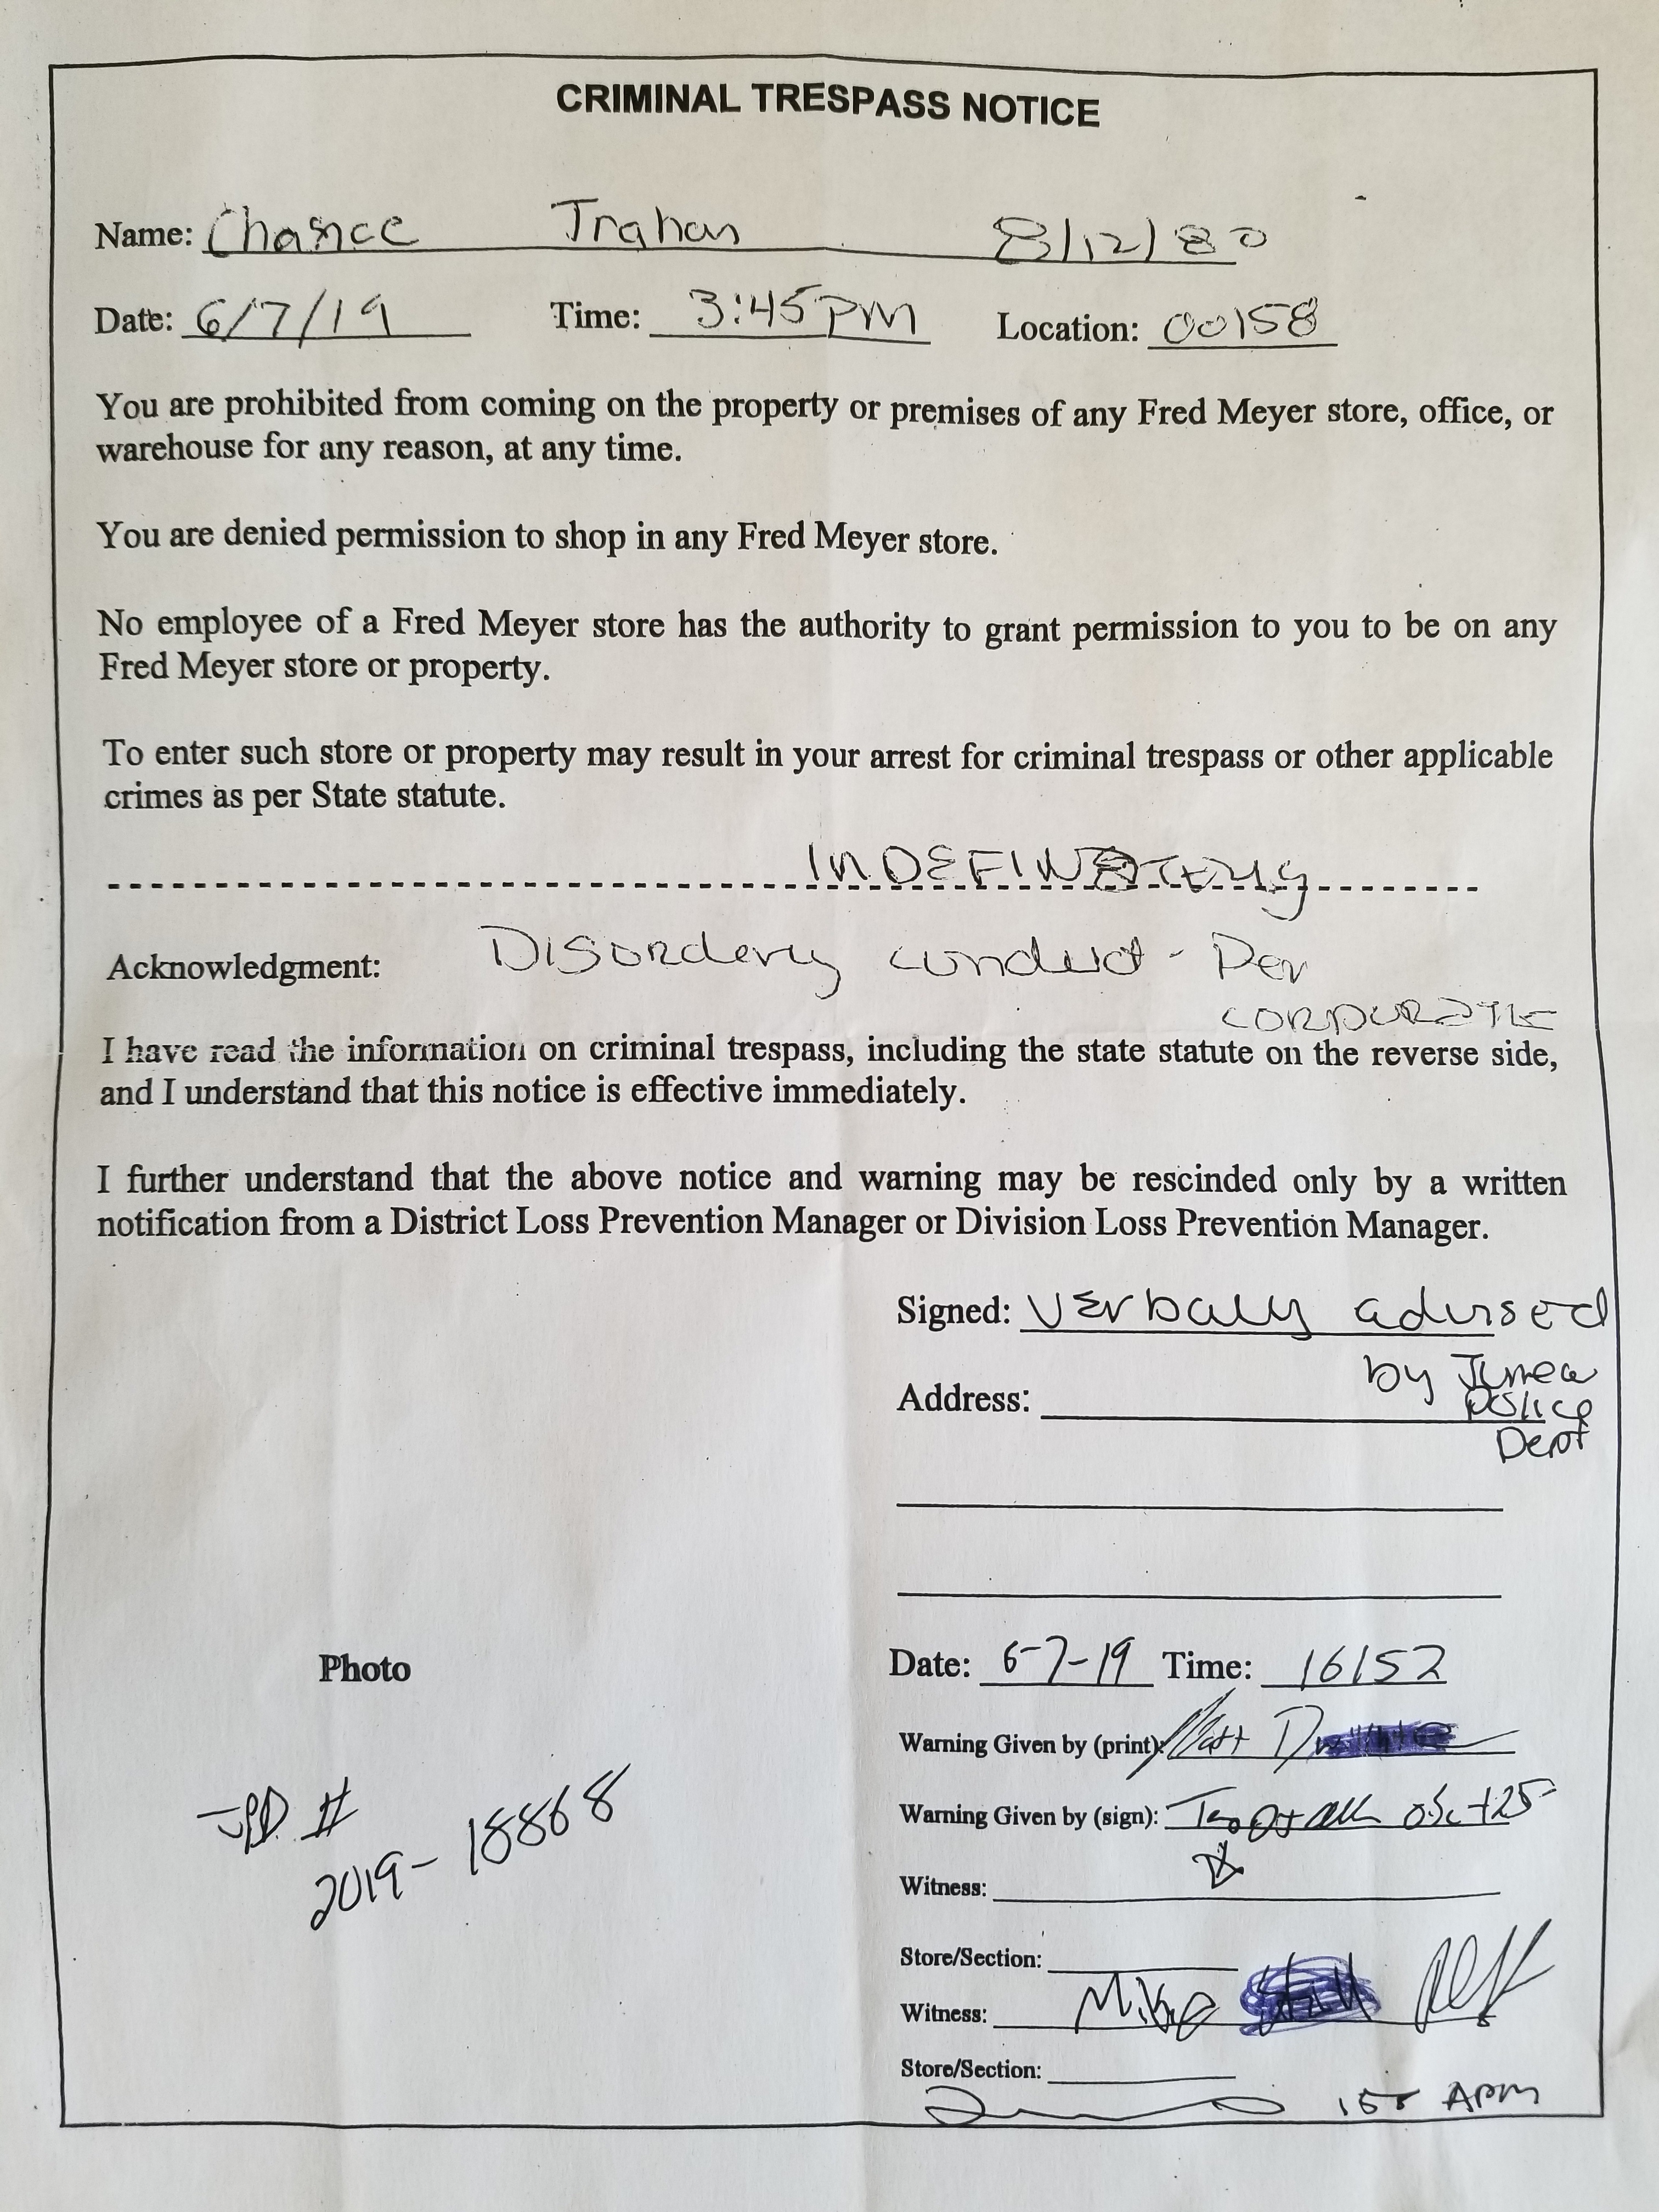 CRIMINAL TRESPASS NOTICE
Name: Chance Trahan 8/12/80
Date: 6/7/19 Time: 3:45 PM Location: 00158
You are prohibited from coming on the property or premises of any Fred Meyer store, office, or
warehouse for any reason, at any time.
You are denied permission to shop in any Fred Meyer store.
No employee of a Fred Meyer store has the authority to grant permission to you to be on any
Fred Meyer store or property.
To enter such store or property may result in your arrest for criminal trespass or other applicable
crimes as per State statute.
Acknowledgment: Disorderly conduct - Per
corporate
I have read the information on criminal trespass, including the state statute on the reverse side,
and I understand that this notice is effective immediately.
I further understand that the above notice and warning may be rescinded only by a written
notification from a District Loss Prevention Manager or Division Loss Prevention Manager.
Signed: Verbally advised
by
Address: Police
Dept
Photo
Date: 6-7-19 Time: 16152
Warning Given by (print): Matt
Warning Given by (sign):
JPD #
2019-18868
Witness:
Store/Section:
Witness: Mike
Store/Section: